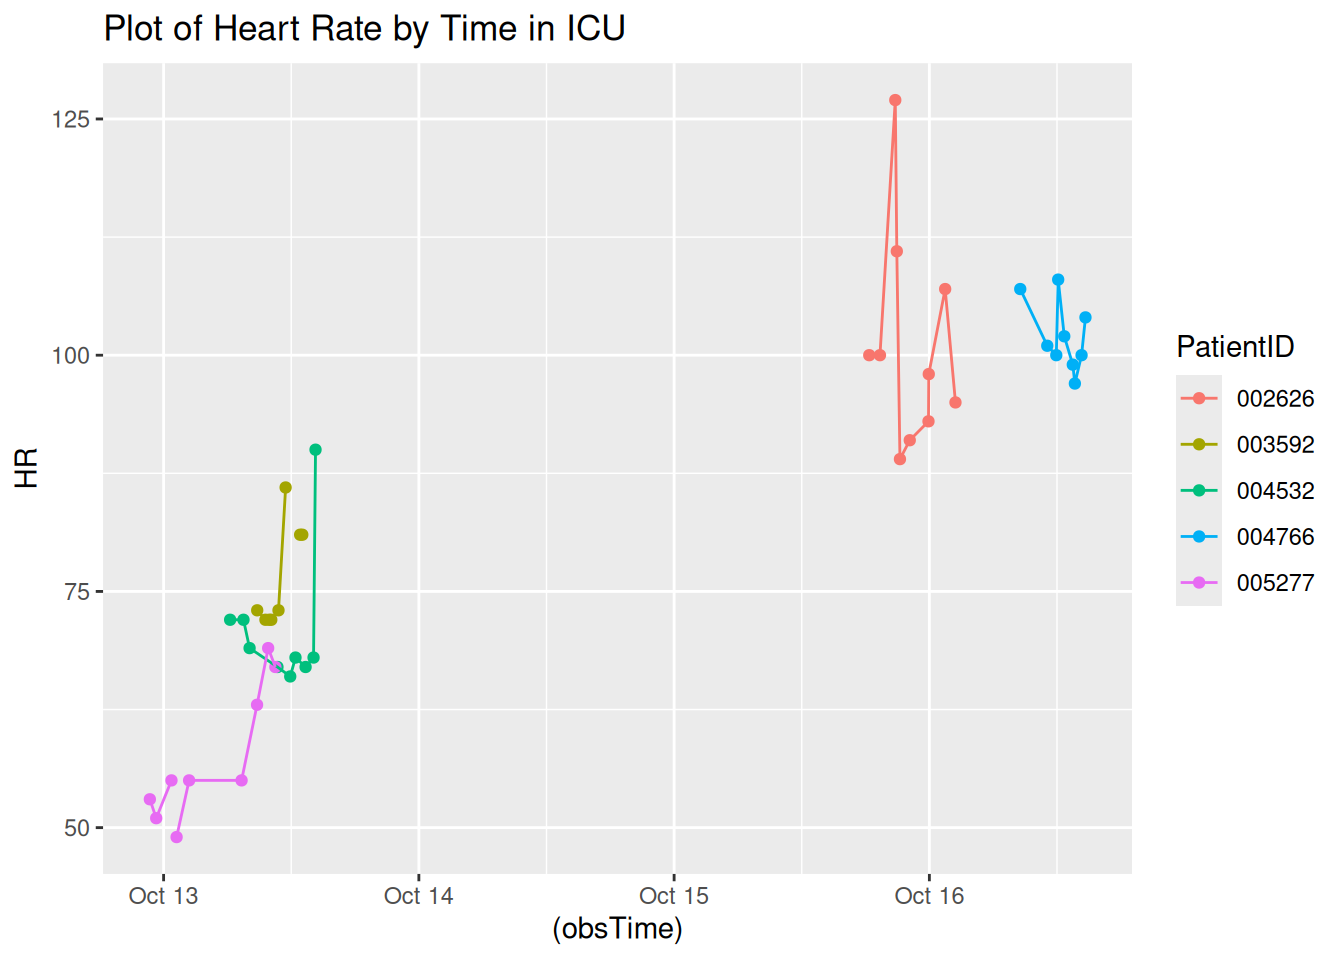 Plot of Heart Rate by Time in ICU
125
100
75
50
HR
Oct 13
Oct 14
Oct 15
Oct 16
(obsTime)
PatientID
002626
003592
004532
004766
005277